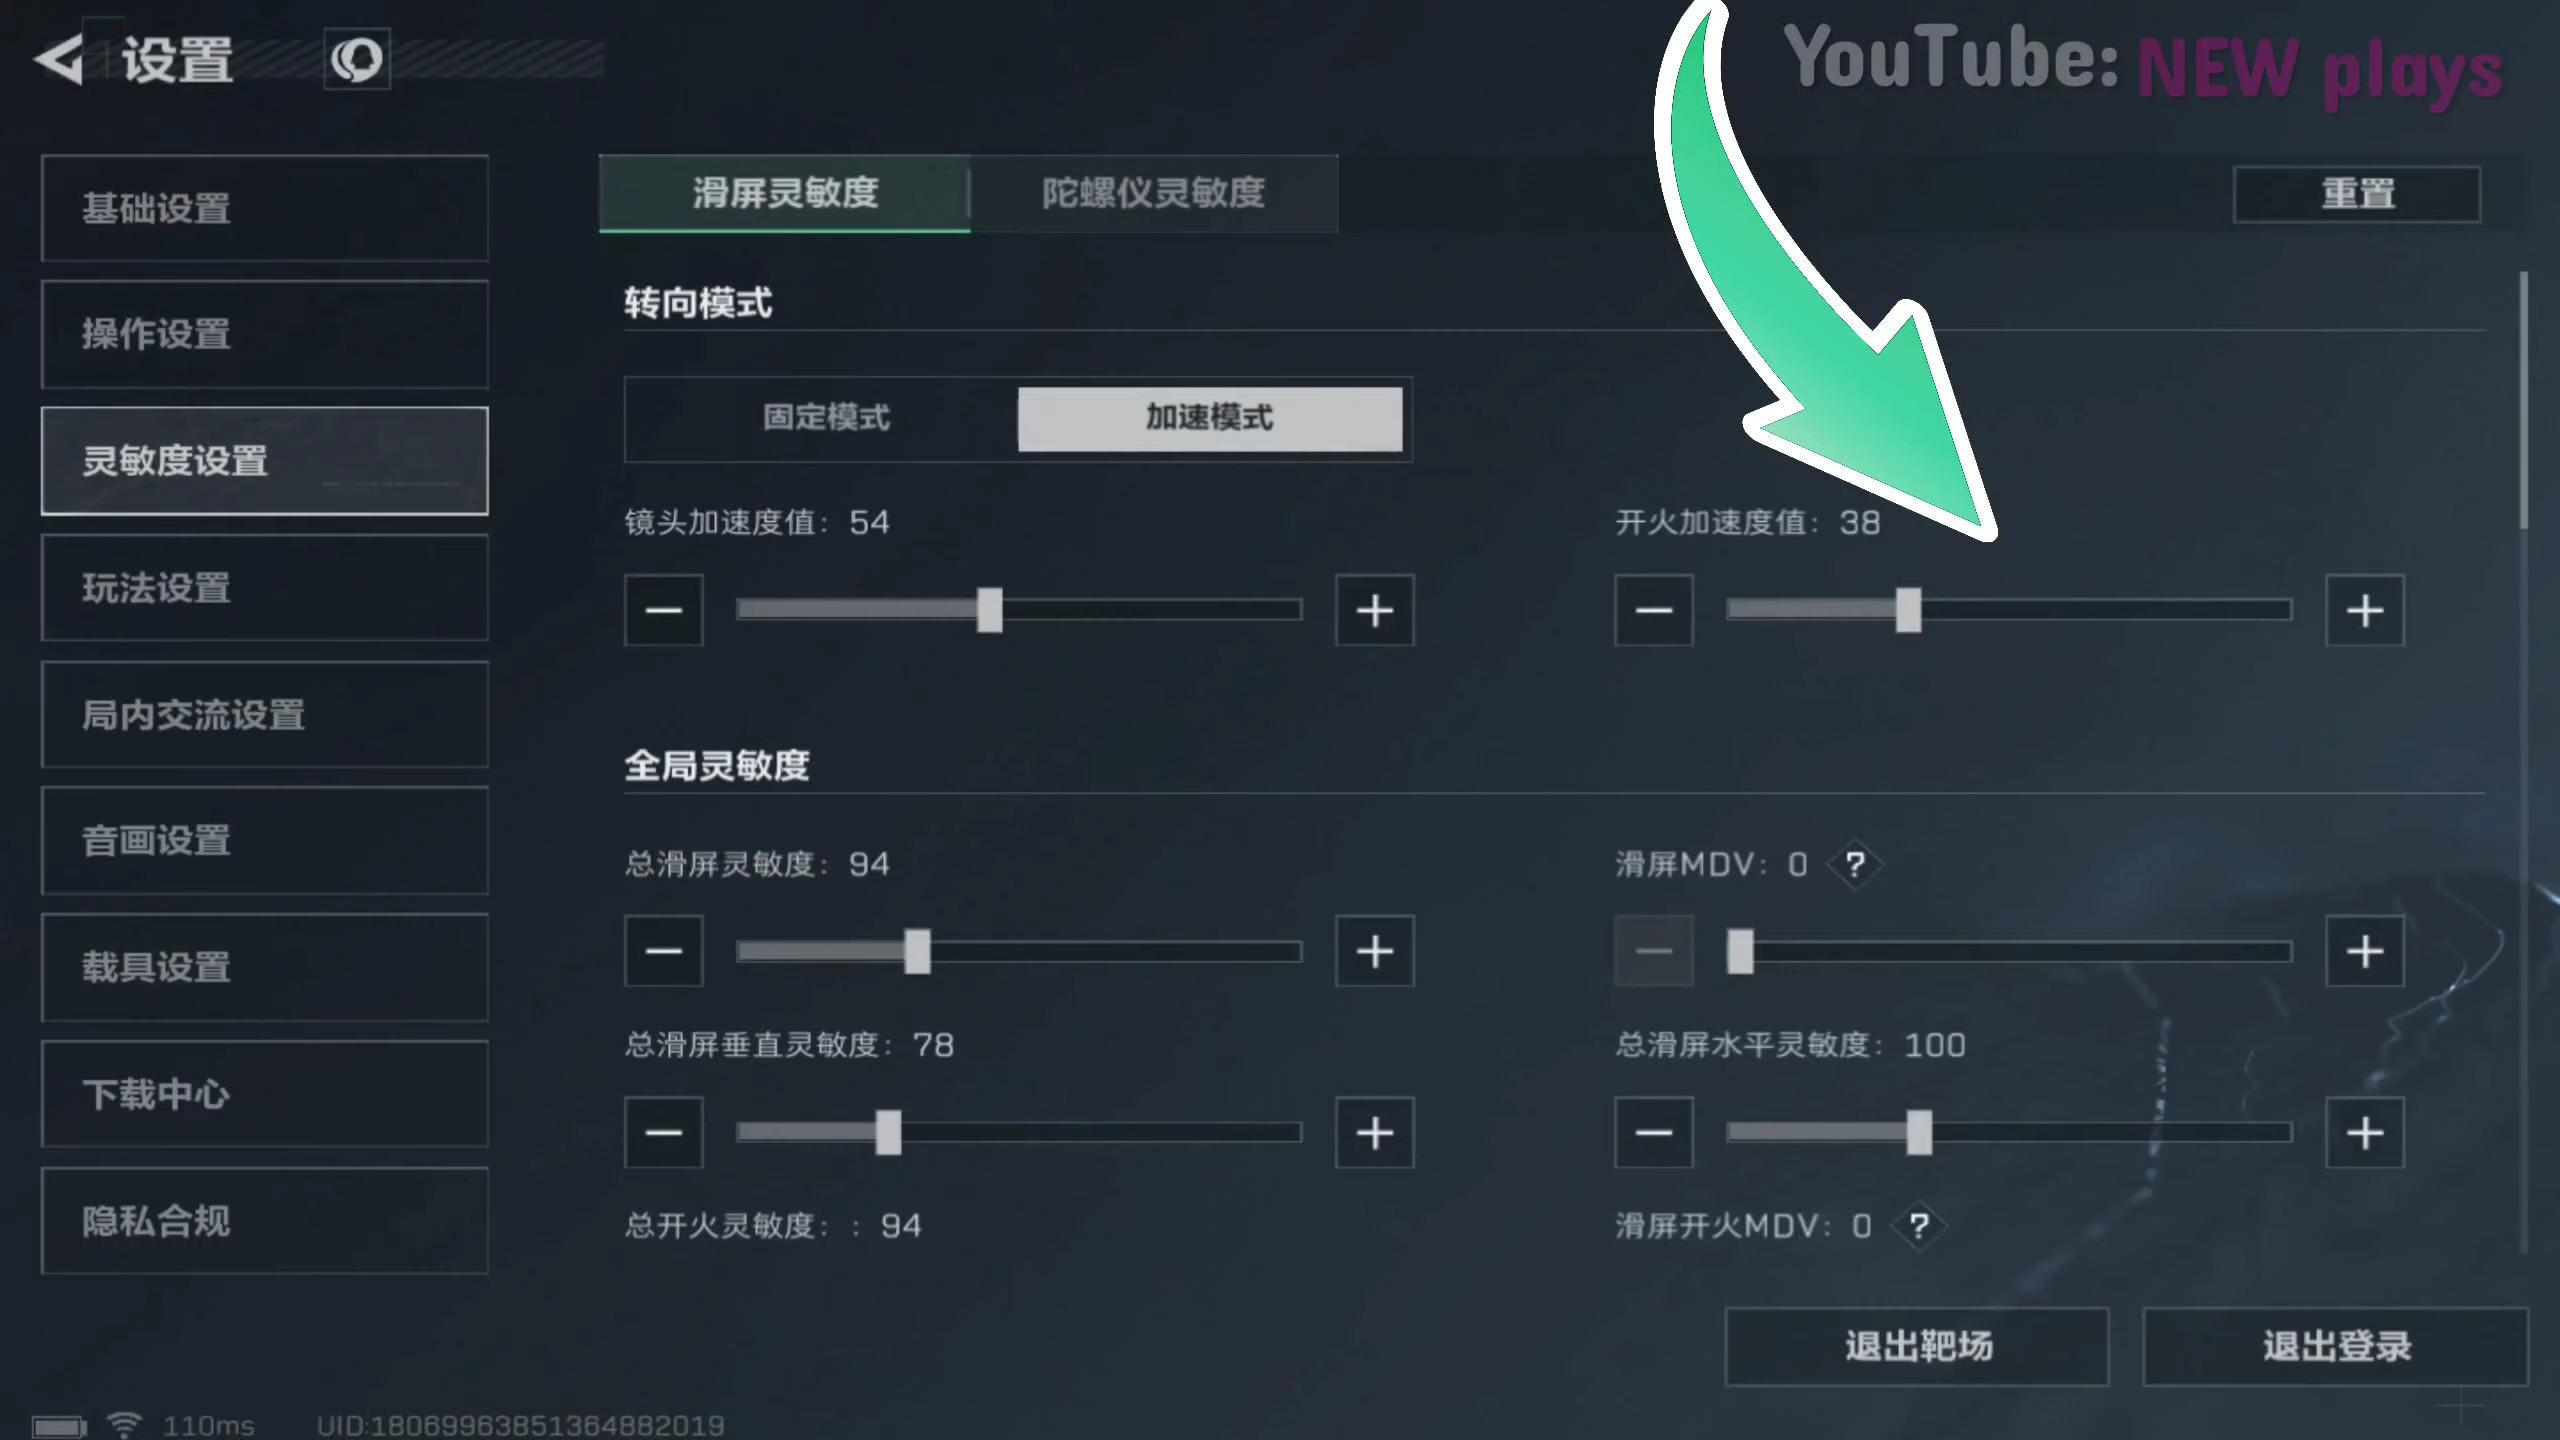 设置
YouTube: NEW plays
基础设置
操作设置
灵敏度设置
玩法设置
局内交流设置
音画设置
载具设置
下载中心
隐私合规
滑屏灵敏度
陀螺仪灵敏度
重置
转向模式
固定模式
加速模式
镜头加速度值: 54
开火加速度值: 38
全局灵敏度
总滑屏灵敏度: 94
滑屏MDV: 0 ?
总滑屏垂直灵敏度: 78
总滑屏水平灵敏度: 100
总开火灵敏度: : 94
滑屏开火MDV: 0 ?
退出靶场
退出登录
110ms
UID:18069963851364882019